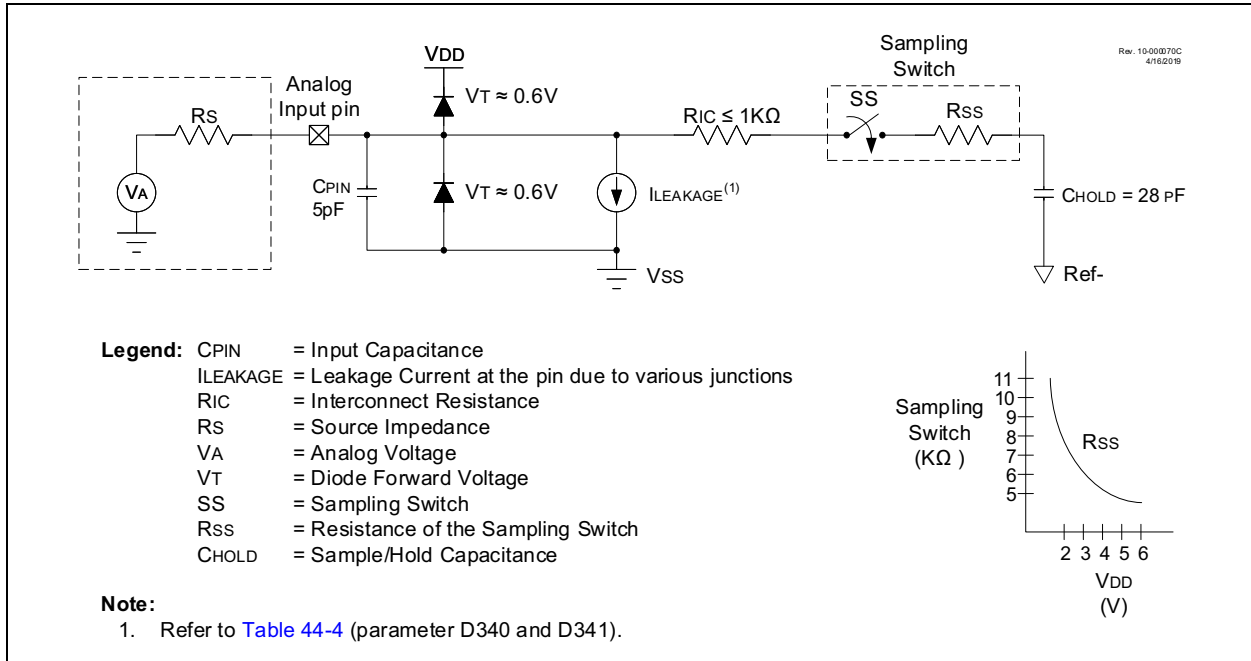 Rev. 10-000070C
4/16/2019
VDD
Sampling
Switch
Analog
Input pin
RS
VT ≈ 0.6V
RIC ≤ 1KΩ
SS
RSS
VA
CPIN
5pF
VT ≈ 0.6V
ILEAKAGE(1)
CHOLD = 28 PF
VSS
Ref-
Legend: CPIN = Input Capacitance
ILEAKAGE = Leakage Current at the pin due to various junctions
RIC = Interconnect Resistance
RS = Source Impedance
VA = Analog Voltage
VT = Diode Forward Voltage
SS = Sampling Switch
RSS = Resistance of the Sampling Switch
CHOLD = Sample/Hold Capacitance
Sampling
Switch
(KΩ )
11
10
9
8
7
6
5
RSS
2 3 4 5 6
VDD
(V)
Note:
1. Refer to Table 44-4 (parameter D340 and D341).